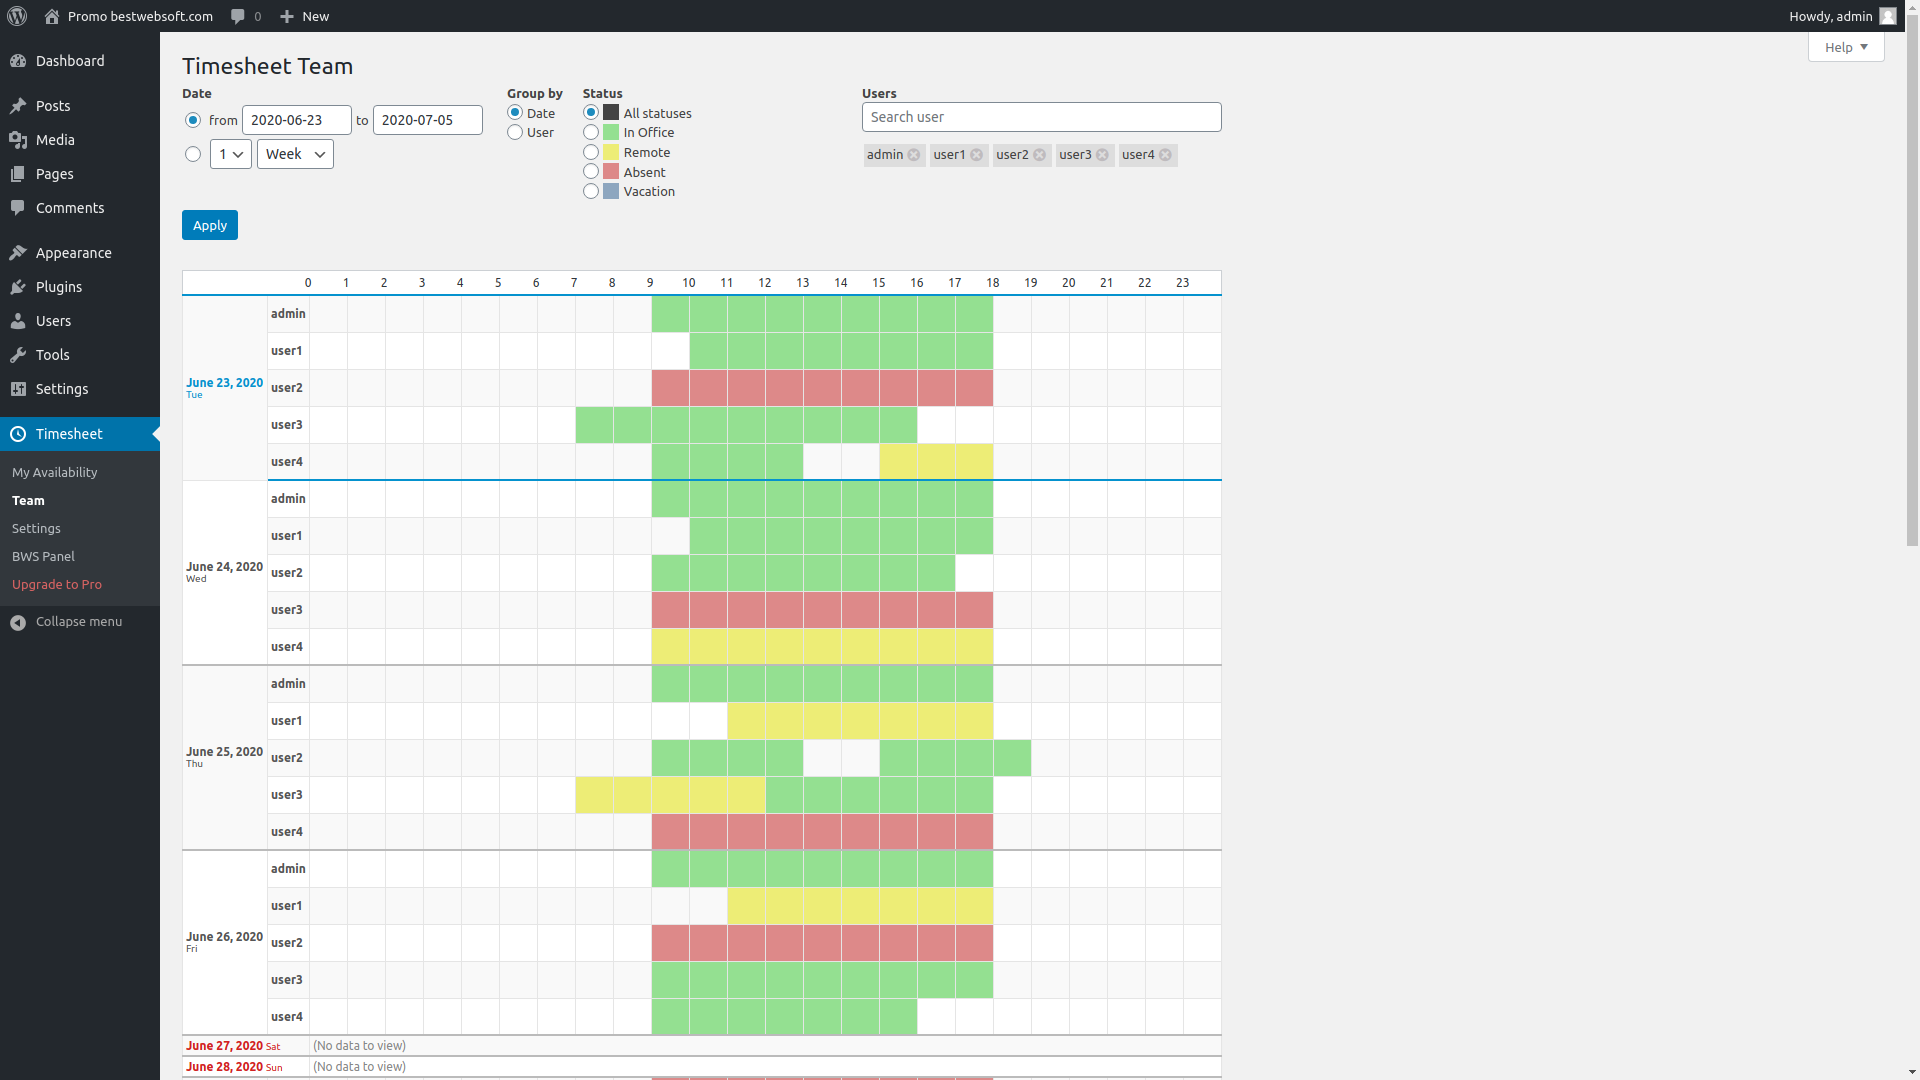 Promo bestwebsoft.com 0 New Howdy, admin
Help
Dashboard
Posts
Media
Pages
Comments
Appearance
Plugins
Users
Tools
Settings
Timesheet
My Availability
Team
Settings
BWS Panel
Upgrade to Pro
Collapse menu
Timesheet Team
Date
from 2020-06-23 to 2020-07-05
1 Week
Group by
Date
User
Status
All statuses
In Office
Remote
Absent
Vacation
Users
Search user
admin user1 user2 user3 user4
Apply
0 1 2 3 4 5 6 7 8 9 10 11 12 13 14 15 16 17 18 19 20 21 22 23
June 23, 2020
Tue
admin
user1
user2
user3
user4
June 24, 2020
Wed
admin
user1
user2
user3
user4
June 25, 2020
Thu
admin
user1
user2
user3
user4
June 26, 2020
Fri
admin
user1
user2
user3
user4
June 27, 2020 Sat (No data to view)
June 28, 2020 Sun (No data to view)